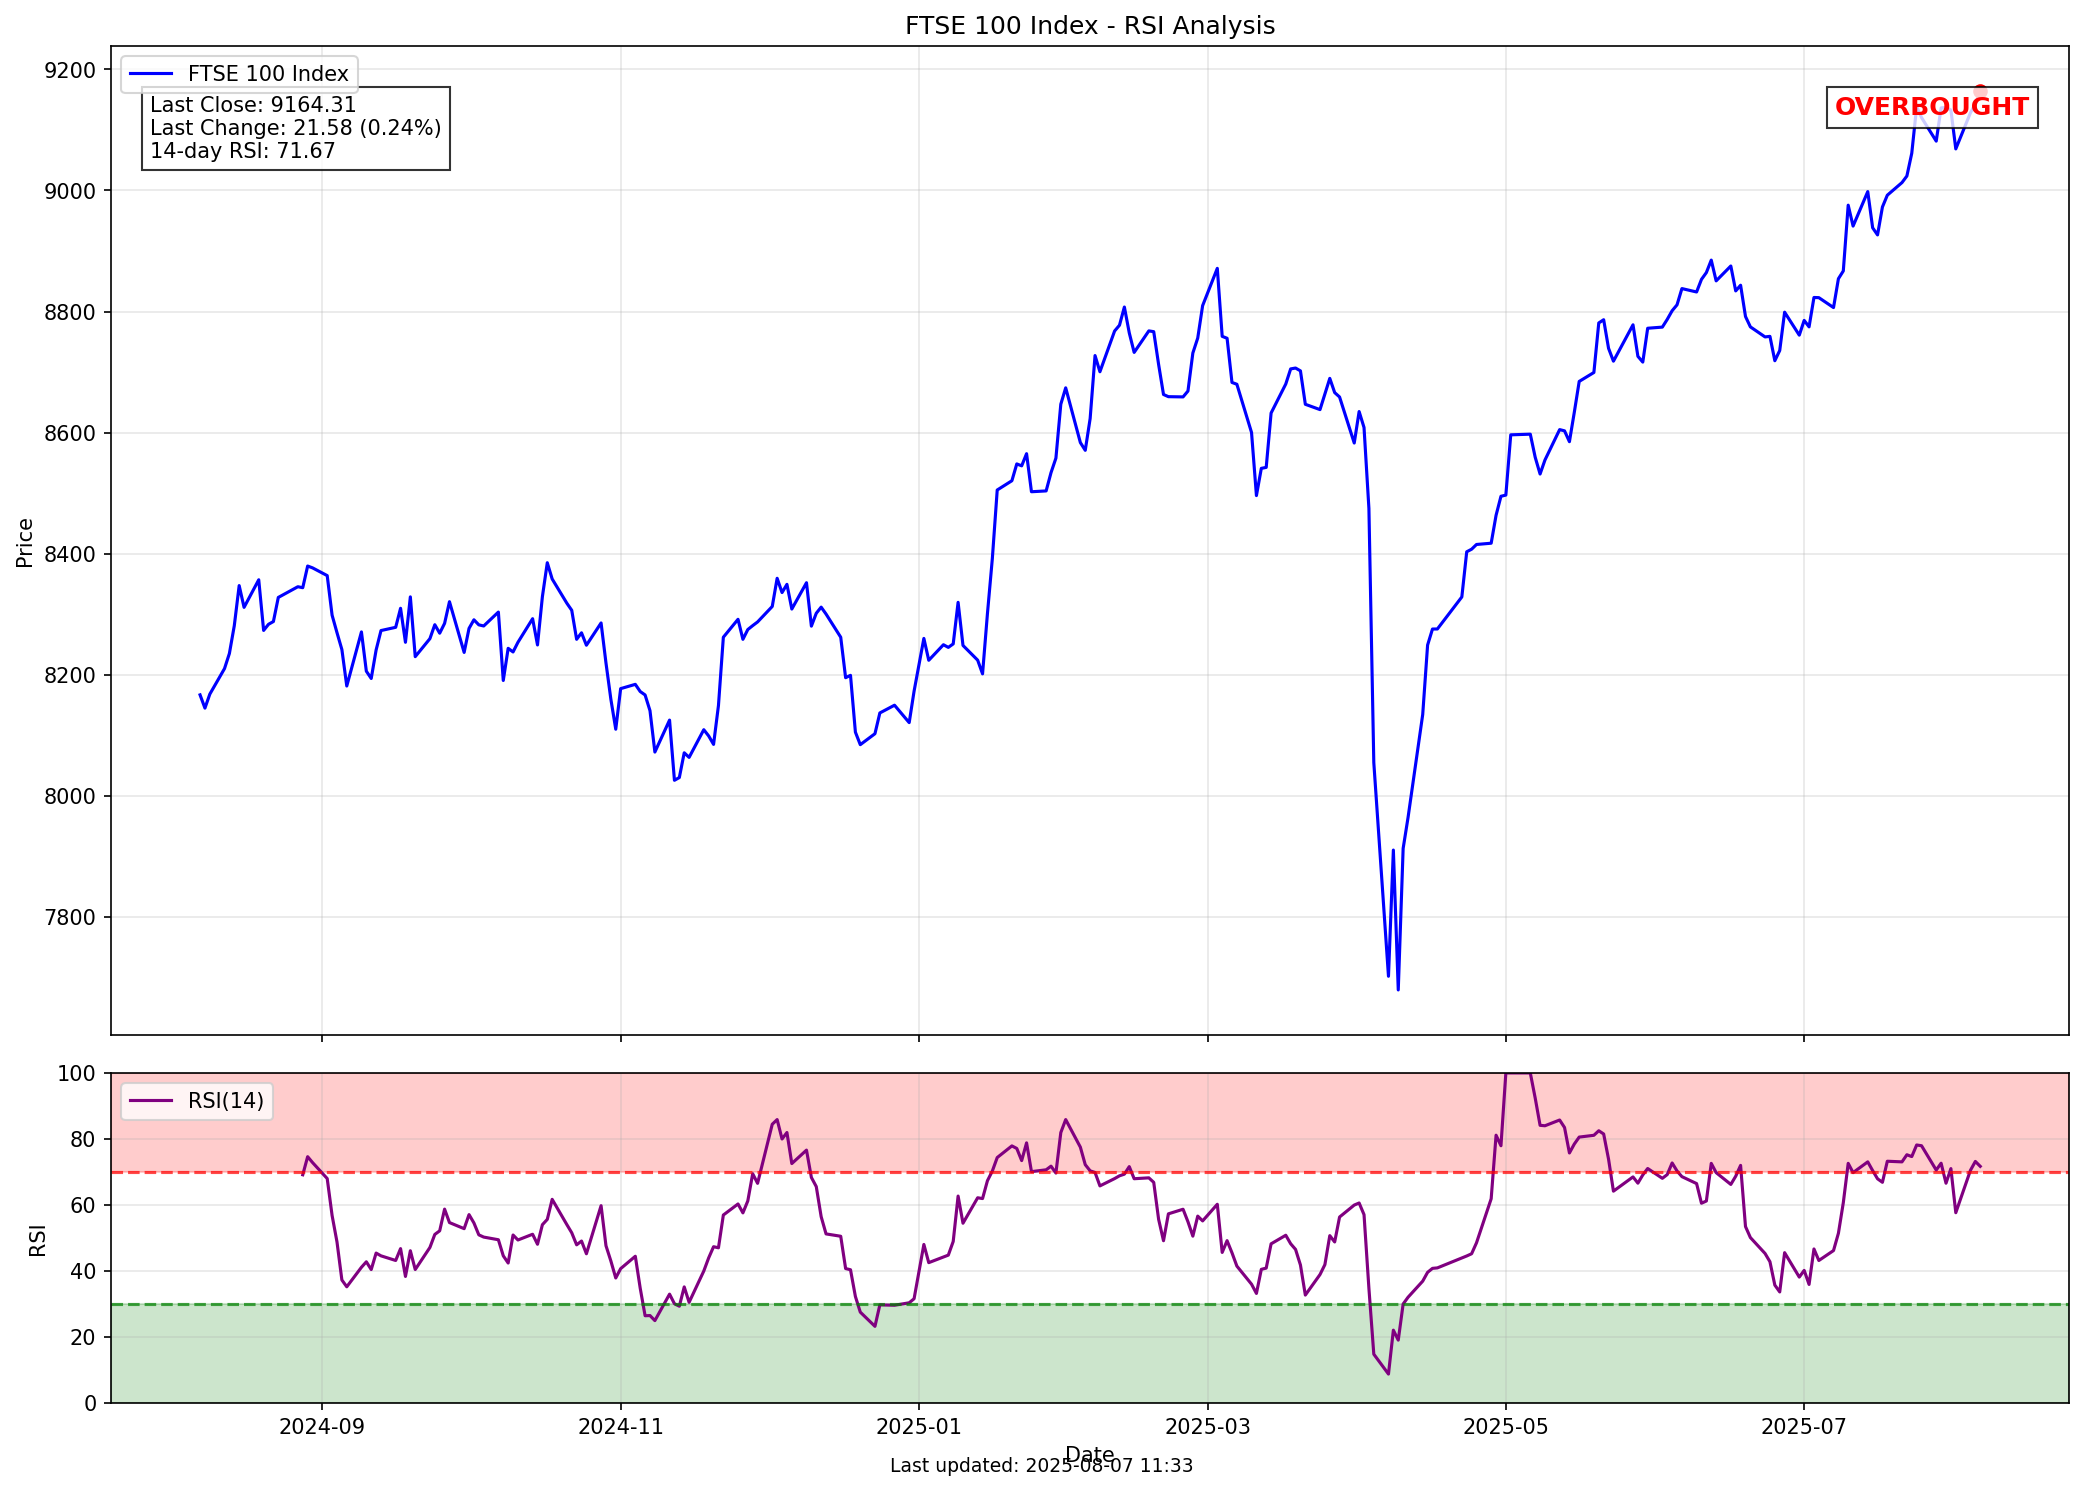 FTSE 100 Index - RSI Analysis
FTSE 100 Index
Last Close: 9164.31
Last Change: 21.58 (0.24%)
14-day RSI: 71.67
OVERBOUGHT
Price
9200
9000
8800
8600
8400
8200
8000
7800
RSI(14)
RSI
100
80
60
40
20
0
2024-09
2024-11
2025-01
2025-03
2025-05
2025-07
Date
Last updated: 2025-08-07 11:33